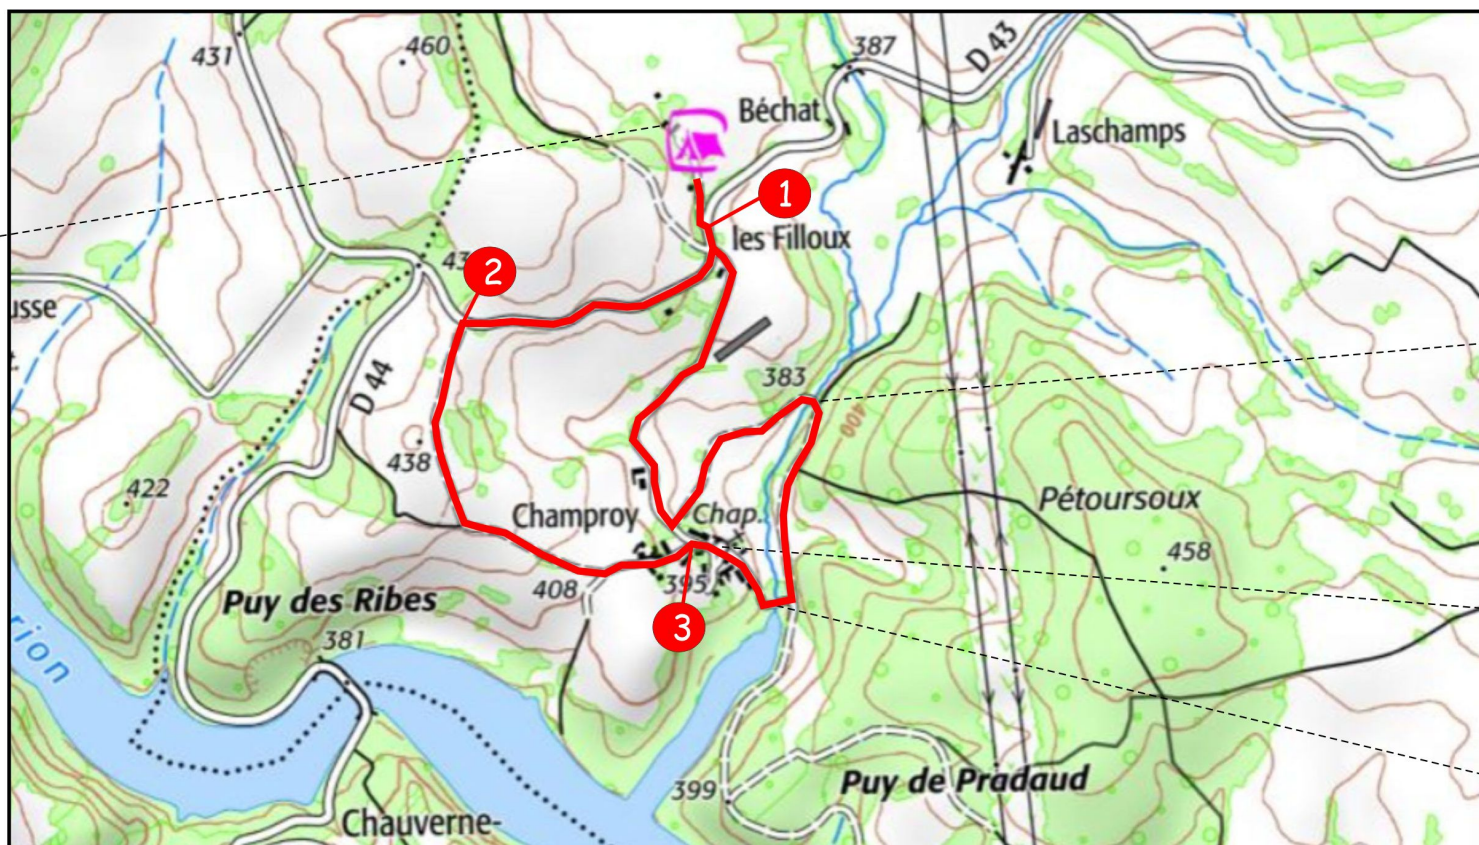 460
431
387
D 43
Béchat
Laschamps
1
les Filloux
43
2
usse
383
D 44
400
438
422
Pétoursoux
Champroy
Chap.
458
408
395
Puy des Ribes
3
381
rion
399
Puy de Pradaud
Chauverne-